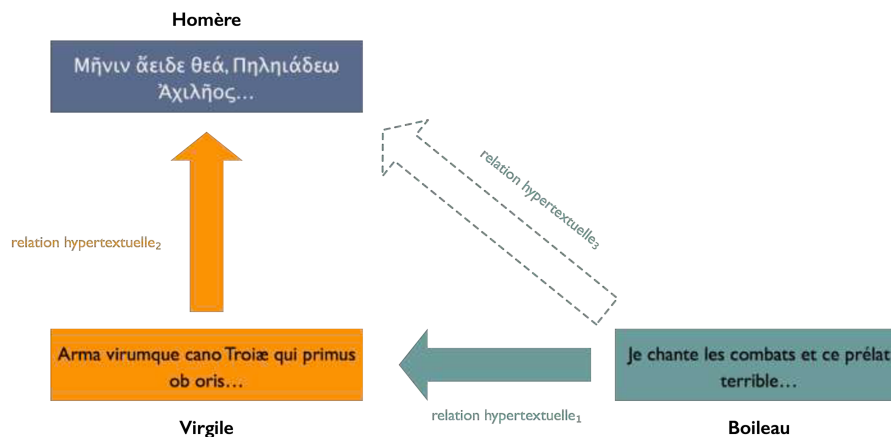 Homère
Μῆνιν ἄειδε θεά, Πηληιάδεω
Ἀχιλῆος…
relation hypertextuelle₃
relation hypertextuelle₂
Arma virumque cano Troiæ qui primus
ob oris…
Je chante les combats et ce prélat
terrible…
relation hypertextuelle₁
Virgile
Boileau